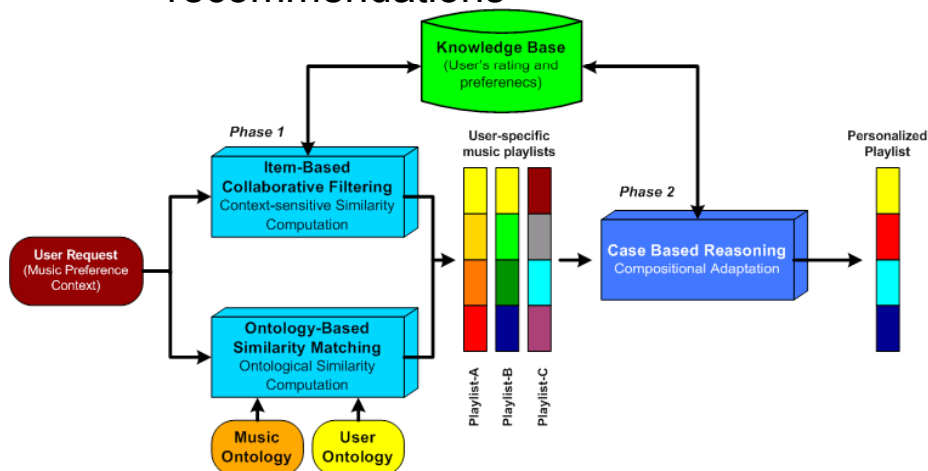 recommendations
Knowledge Base
(User's rating and
preferenecs)
Phase 1
Item-Based
Collaborative Filtering
Context-sensitive Similarity
Computation
User-specific
music playlists
Personalized
Playlist
Phase 2
User Request
(Music Preference
Context)
Case Based Reasoning
Compositional Adaptation
Ontology-Based
Similarity Matching
Ontological Similarity
Computation
Playlist-A
Playlist-B
Playlist-C
Music
Ontology
User
Ontology